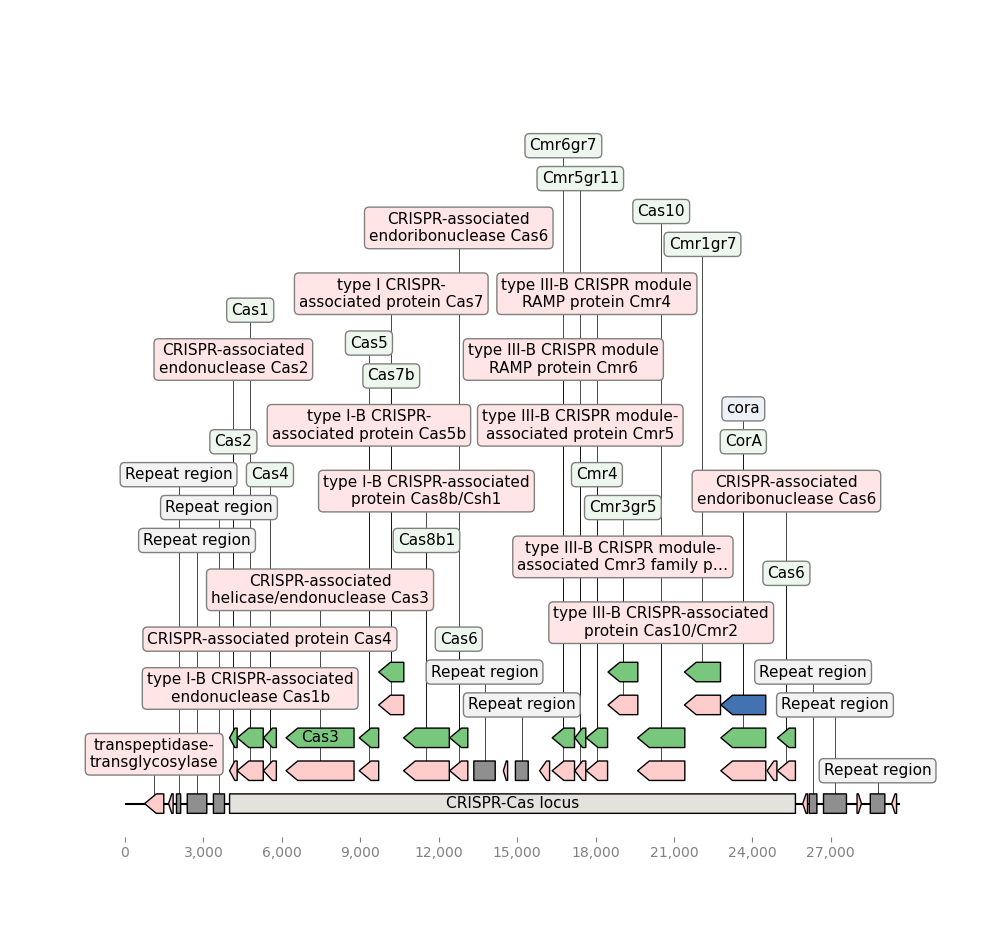 Cmr6gr7
Cmr5gr11
Cas10
CRISPR-associated
endoribonuclease Cas6
Cmr1gr7
type I CRISPR-
associated protein Cas7
type III-B CRISPR module
RAMP protein Cmr4
Cas1
Cas5
CRISPR-associated
endonuclease Cas2
type III-B CRISPR module
RAMP protein Cmr6
Cas7b
cora
type I-B CRISPR-
associated protein Cas5b
type III-B CRISPR module-
associated protein Cmr5
Cas2
CorA
Repeat region
Cas4
Cmr4
type I-B CRISPR-associated
protein Cas8b/Csh1
CRISPR-associated
endoribonuclease Cas6
Repeat region
Cmr3gr5
Repeat region
Cas8b1
type III-B CRISPR module-
associated Cmr3 family p...
Cas6
CRISPR-associated
helicase/endonuclease Cas3
type III-B CRISPR-associated
protein Cas10/Cmr2
CRISPR-associated protein Cas4
Cas6
Repeat region
Repeat region
type I-B CRISPR-associated
endonuclease Cas1b
Repeat region
Repeat region
Cas3
transpeptidase-
transglycosylase
Repeat region
CRISPR-Cas locus
0 3,000 6,000 9,000 12,000 15,000 18,000 21,000 24,000 27,000